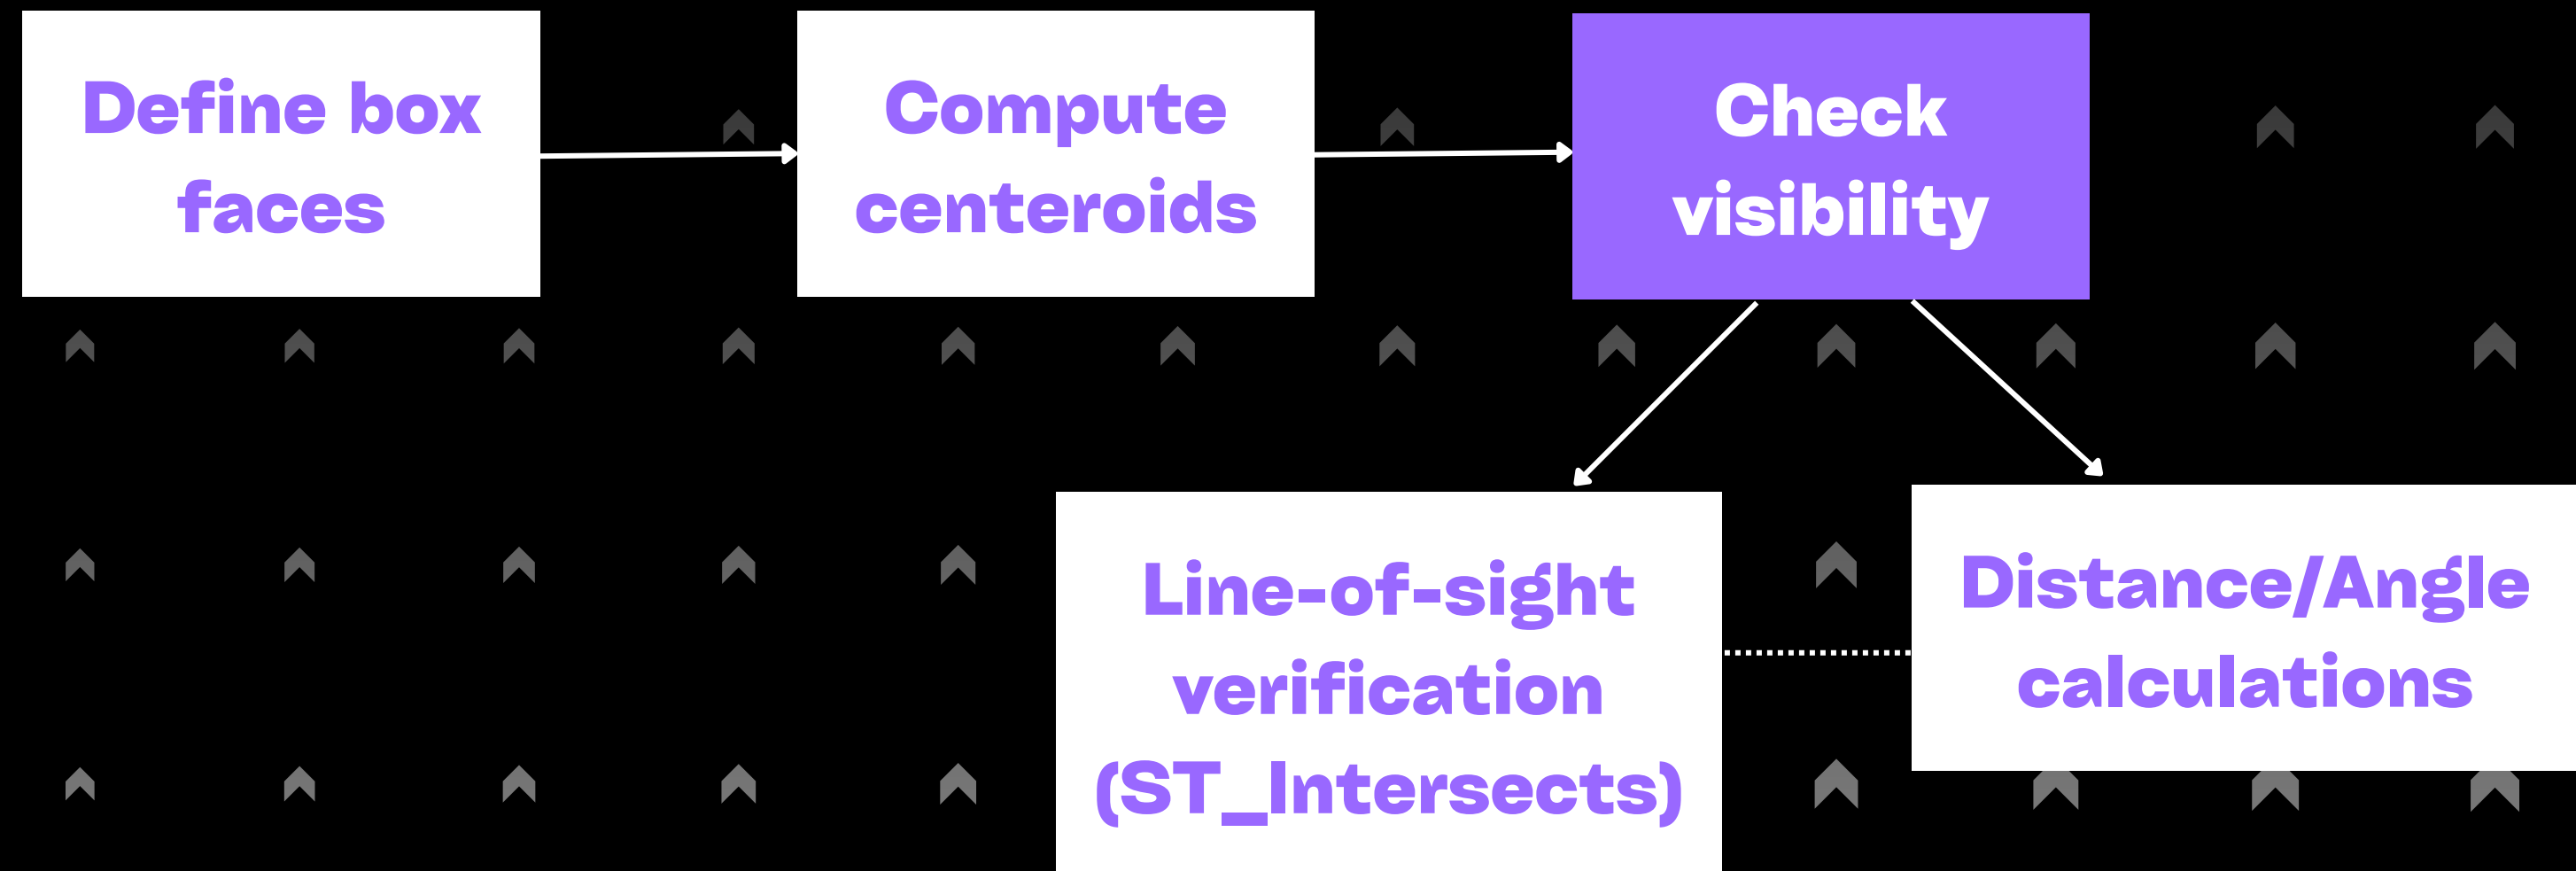 Define box
faces
Compute
centeroids
Check
visibility
Line-of-sight
verification
(ST_Intersects)
Distance/Angle
calculations